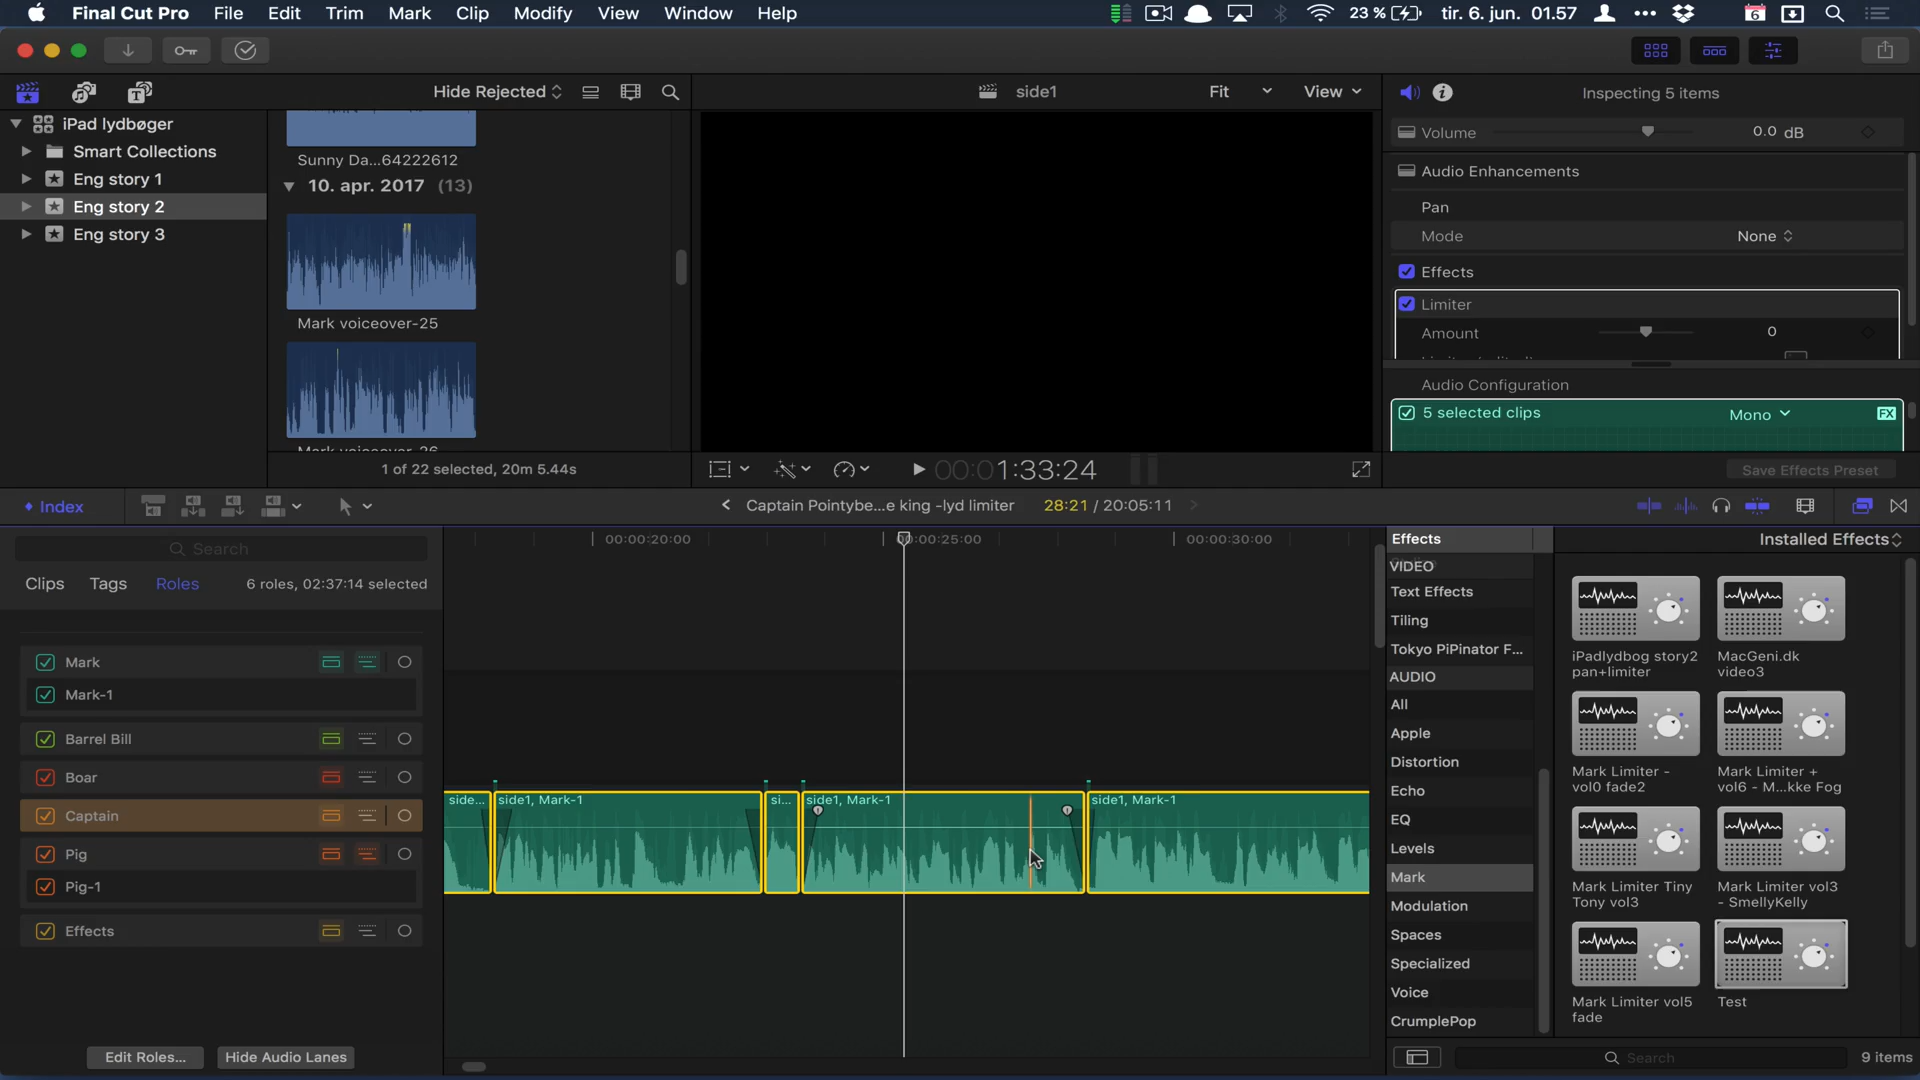 Final Cut Pro File Edit Trim Mark Clip Modify View Window Help 23 % tir. 6. jun. 01.57
Hide Rejected
side1 Fit View
Inspecting 5 items
iPad lydbøger
Smart Collections
Eng story 1
Eng story 2
Eng story 3
Sunny Da...64222612
10. apr. 2017 (13)
Mark voiceover-25
1 of 22 selected, 20m 5.44s
00:00:1:33:24
Volume 0.0 dB
Audio Enhancements
Pan
Mode None
Effects
Limiter
Amount 0
Audio Configuration
5 selected clips Mono FX
Save Effects Preset
Index
Captain Pointybe...e king -lyd limiter 28:21 / 20:05:11
Search
Clips Tags Roles 6 roles, 02:37:14 selected
Mark
Mark-1
Barrel Bill
Boar
Captain
Pig
Pig-1
Effects
Edit Roles... Hide Audio Lanes
00:00:20:00 00:00:25:00 00:00:30:00
side... side1, Mark-1 si... side1, Mark-1 side1, Mark-1
Effects
VIDEO
Text Effects
Tiling
Tokyo PiPinator F...
AUDIO
All
Apple
Distortion
Echo
EQ
Levels
Mark
Modulation
Spaces
Specialized
Voice
CrumplePop
Installed Effects
iPadlydbog story2
pan+limiter
MacGeni.dk
video3
Mark Limiter -
vol0 fade2
Mark Limiter +
vol6 - M...kke Fog
Mark Limiter Tiny
Tony vol3
Mark Limiter vol3
- SmellyKelly
Mark Limiter vol5
fade
Test
Search 9 items